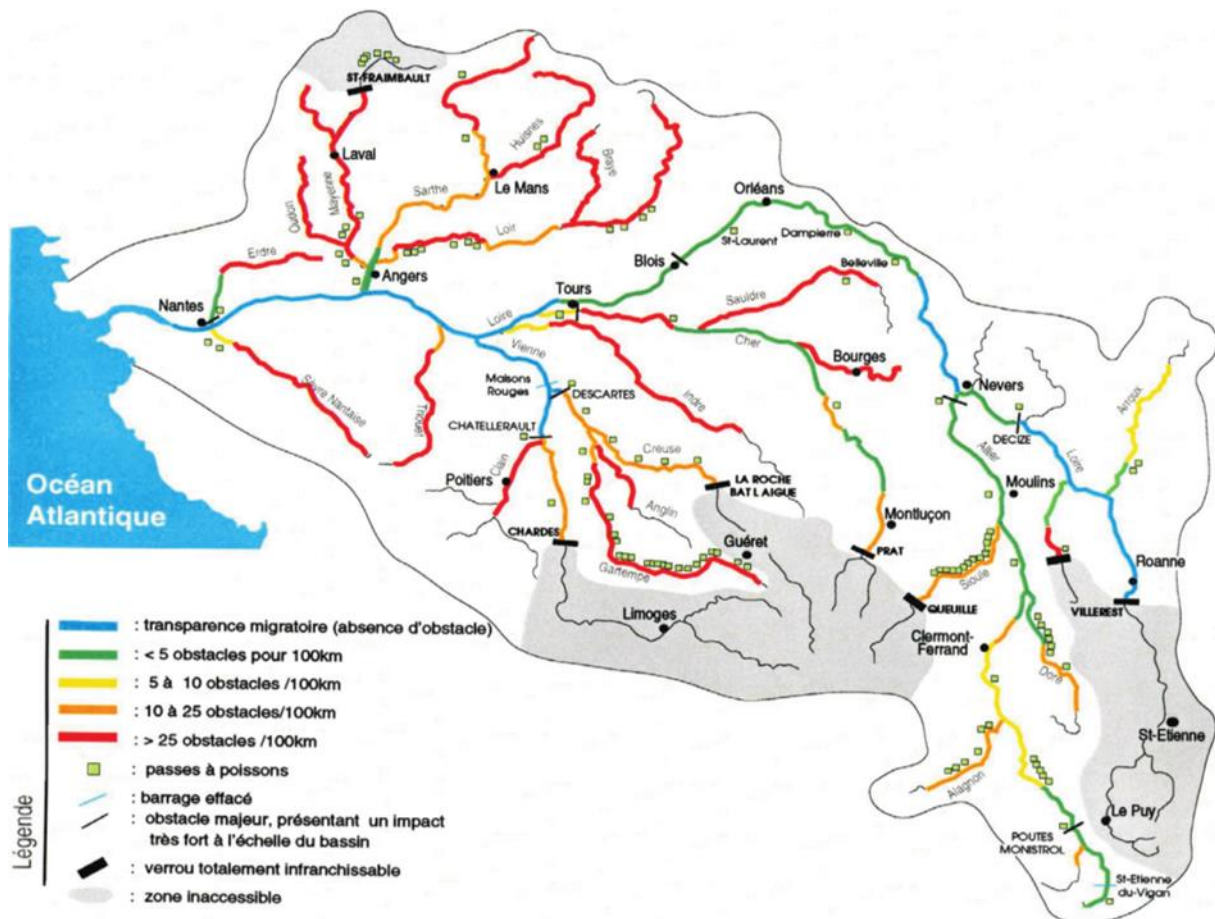 ST-FRAIMBAULT
Laval
Mayenne
Oudon
Sarthe
Le Mans
Huisnes
Braye
Loir
Erdre
Angers
Nantes
Sèvre Nantaise
Thouet
Orléans
St-Laurent
Dampierre
Blois
Belleville
Tours
Loire
Vienne
Sauldre
Cher
Bourges
Indre
Nevers
DECIZE
Arroux
Allier
Loire
Moulins
Maisons
Rouges
DESCARTES
CHATELLERAULT
Creuse
Poitiers
Clain
LA ROCHE
BAT L AIGUE
Anglin
CHARDES
Guéret
Gartempe
Limoges
Montluçon
PRAT
Sioule
QUEUILLE
Roanne
VILLEREST
Clermont-
Ferrand
Dore
St-Etienne
Alagnon
Le Puy
POUTES
MONISTROL
St-Etienne
du-Vigan
Océan
Atlantique
Légende
: transparence migratoire (absence d'obstacle)
: < 5 obstacles pour 100km
: 5 à 10 obstacles /100km
: 10 à 25 obstacles/100km
: > 25 obstacles /100km
: passes à poissons
: barrage effacé
: obstacle majeur, présentant un impact
très fort à l'échelle du bassin
: verrou totalement infranchissable
: zone inaccessible